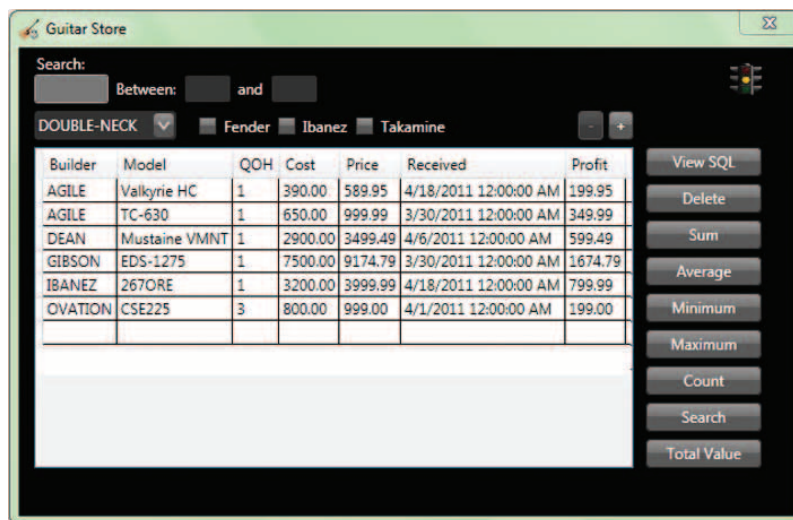 Guitar Store
Search:
Between: and
DOUBLE-NECK Fender Ibanez Takamine - +
Builder Model QOH Cost Price Received Profit
AGILE Valkyrie HC 1 390.00 589.95 4/18/2011 12:00:00 AM 199.95
AGILE TC-630 1 650.00 999.99 3/30/2011 12:00:00 AM 349.99
DEAN Mustaine VMNT 1 2900.00 3499.49 4/6/2011 12:00:00 AM 599.49
GIBSON EDS-1275 1 7500.00 9174.79 3/30/2011 12:00:00 AM 1674.79
IBANEZ 267ORE 1 3200.00 3999.99 4/18/2011 12:00:00 AM 799.99
OVATION CSE225 3 800.00 999.00 4/1/2011 12:00:00 AM 199.00
View SQL
Delete
Sum
Average
Minimum
Maximum
Count
Search
Total Value